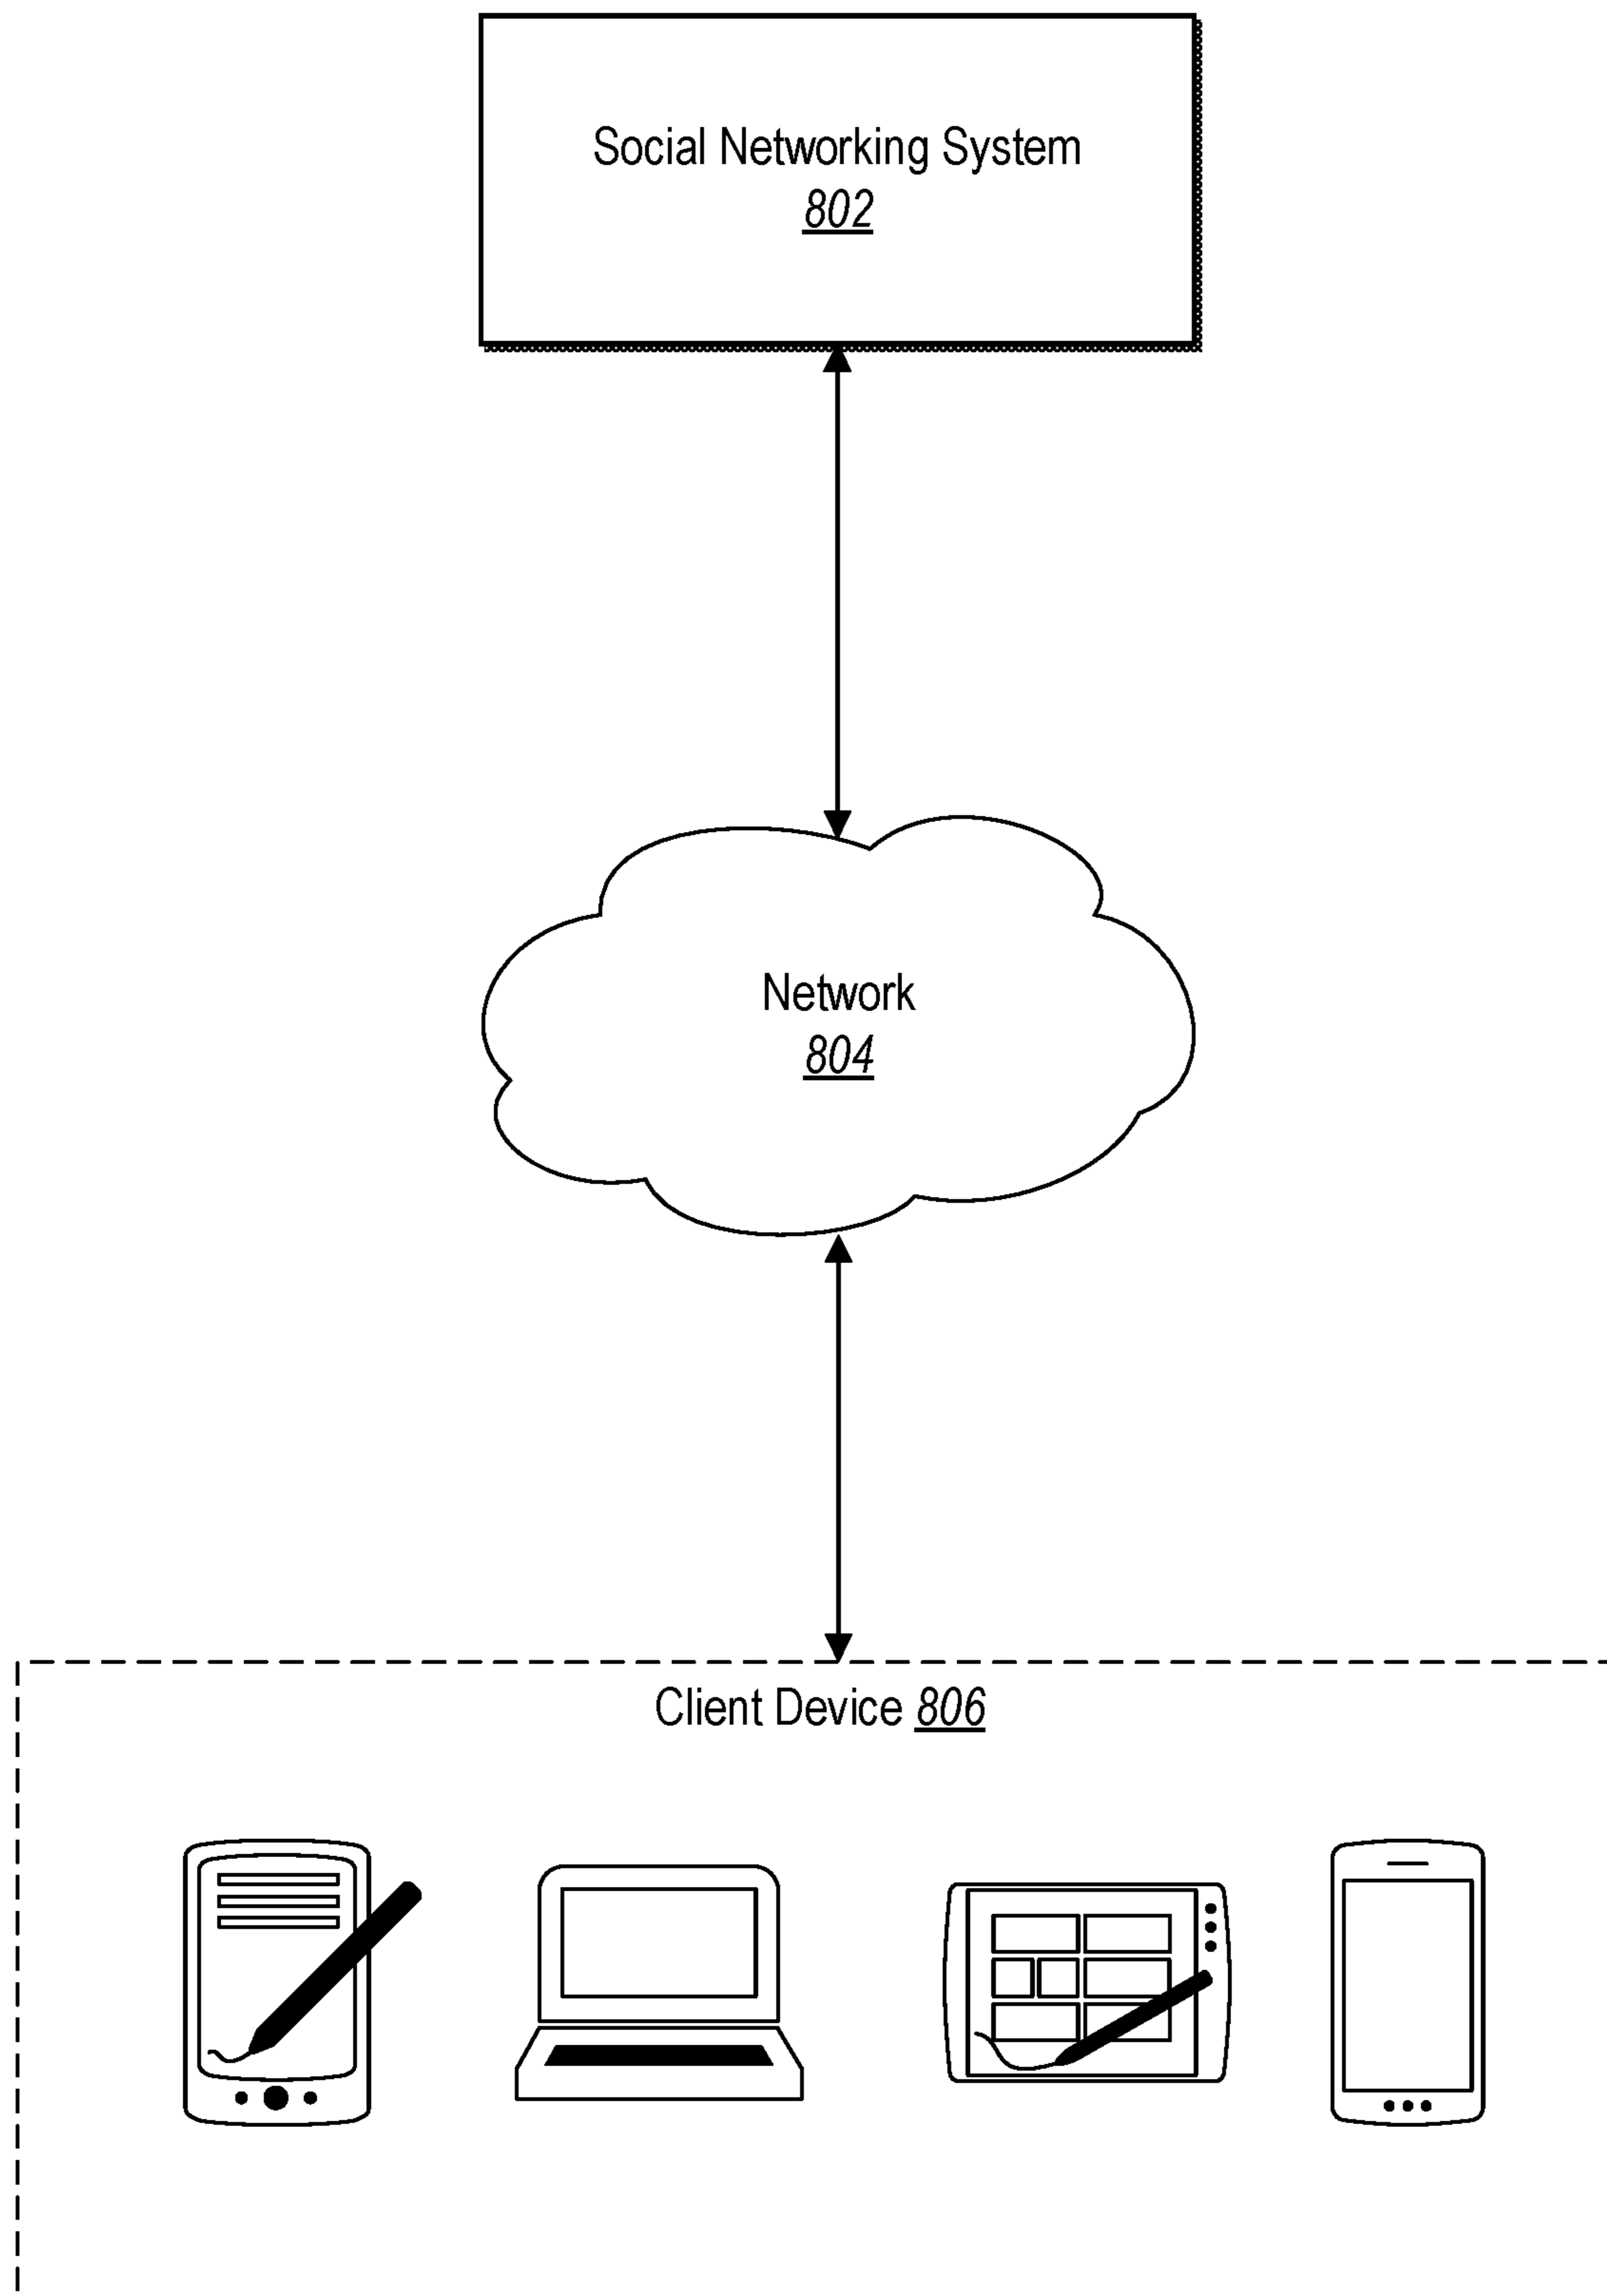 Social Networking System
802
Network
804
Client Device 806